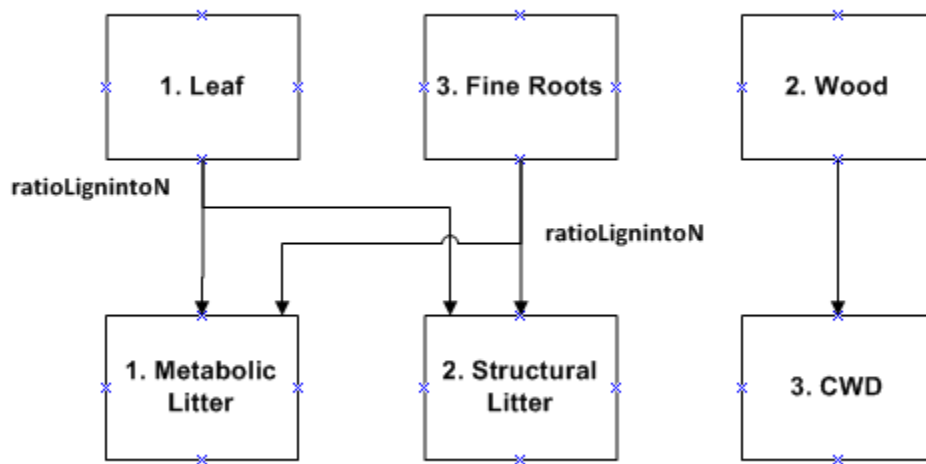 1. Leaf
3. Fine Roots
2. Wood
ratioLignintoN
ratioLignintoN
1. Metabolic
Litter
2. Structural
Litter
3. CWD